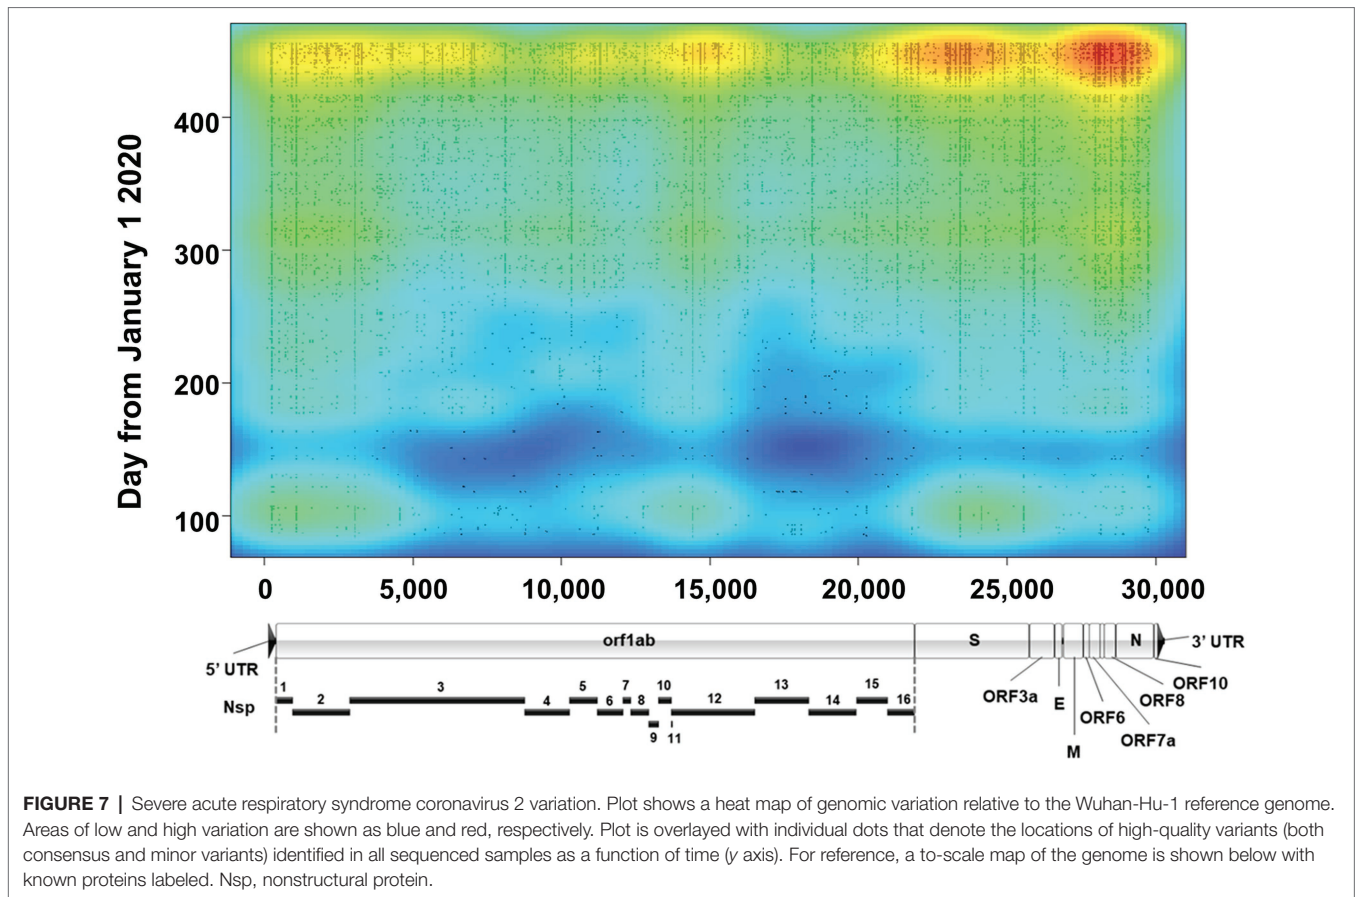 Day from January 1 2020
400
300
200
100
0 5,000 10,000 15,000 20,000 25,000 30,000
orf1ab S N 3' UTR
5' UTR
ORF10
ORF3a ORF8
E
ORF6
ORF7a
M
Nsp
1 2 3 4 5 6 7 8 9 10 11 12 13 14 15 16
FIGURE 7 | Severe acute respiratory syndrome coronavirus 2 variation. Plot shows a heat map of genomic variation relative to the Wuhan-Hu-1 reference genome.
Areas of low and high variation are shown as blue and red, respectively. Plot is overlayed with individual dots that denote the locations of high-quality variants (both
consensus and minor variants) identified in all sequenced samples as a function of time (y axis). For reference, a to-scale map of the genome is shown below with
known proteins labeled. Nsp, nonstructural protein.